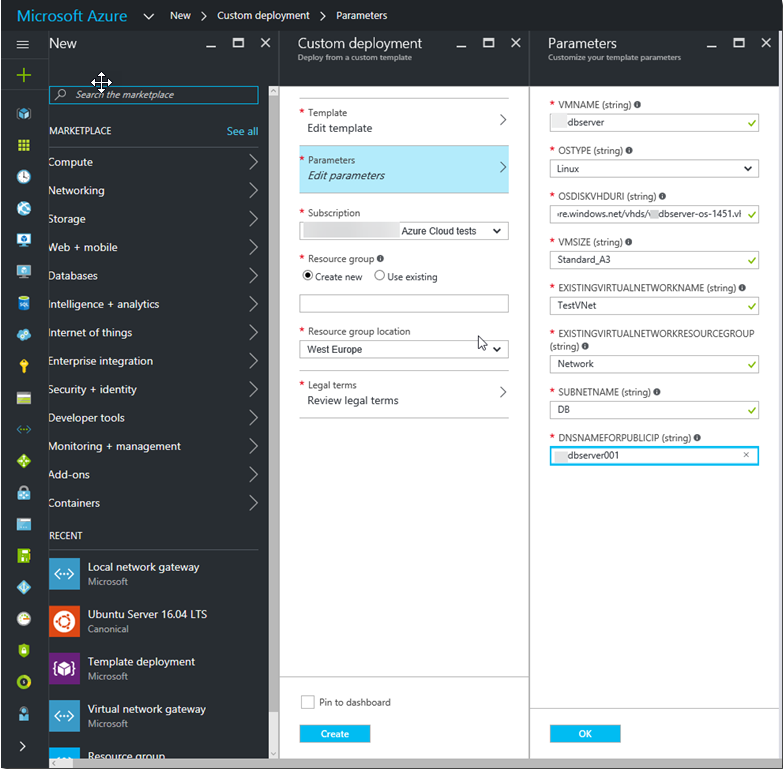 Microsoft Azure
New > Custom deployment > Parameters
New
Search the marketplace
MARKETPLACE
See all
Compute
Networking
Storage
Web + mobile
Databases
Intelligence + analytics
Internet of things
Enterprise integration
Security + identity
Developer tools
Monitoring + management
Add-ons
Containers
RECENT
Local network gateway
Microsoft
Ubuntu Server 16.04 LTS
Canonical
Template deployment
Microsoft
Virtual network gateway
Microsoft
Resource group
Custom deployment
Deploy from a custom template
* Template
Edit template
* Parameters
Edit parameters
* Subscription
Azure Cloud tests
* Resource group
Create new Use existing
* Resource group location
West Europe
* Legal terms
Review legal terms
Pin to dashboard
Create
Parameters
Customize your template parameters
* VMNAME (string)
dbserver
* OSTYPE (string)
Linux
* OSDISKVHDURI (string)
re.windows.net/vhds/ dbserver-os-1451.vh
* VMSIZE (string)
Standard_A3
* EXISTINGVIRTUALNETWORKNAME (string)
TestVNet
* EXISTINGVIRTUALNETWORKRESOURCEGROUP
(string)
Network
* SUBNETNAME (string)
DB
* DNSNAMEFORPUBLICIP (string)
dbserver001
OK